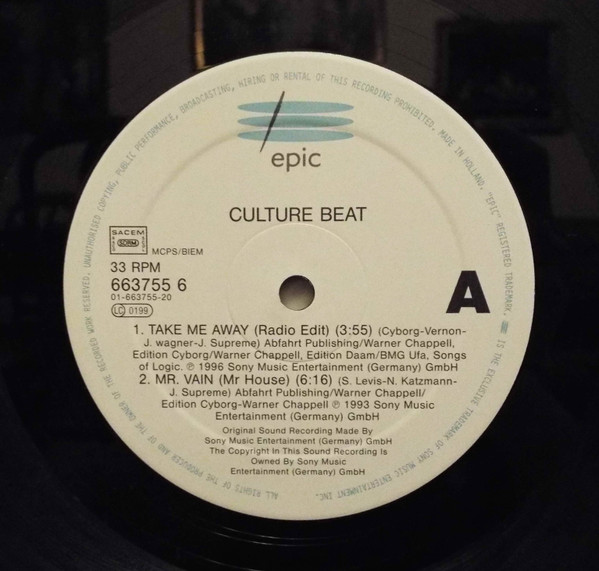 ALL RIGHTS OF THE PRODUCER AND OF THE OWNER OF THE RECORDED WORK RESERVED, UNAUTHORISED COPYING, PUBLIC PERFORMANCE, BROADCASTING, HIRING OR RENTAL OF THIS RECORDING PROHIBITED. MADE IN HOLLAND. "EPIC" REGISTERED TRADEMARK. IS THE EXCLUSIVE TRADEMARK OF SONY MUSIC ENTERTAINMENT INC.
epic
CULTURE BEAT
SACEM
SDRM
MCPS/BIEM
33 RPM
663755 6
01-663755-20
LC 0199
A
1. TAKE ME AWAY (Radio Edit) (3:55) (Cyborg-Vernon-
J. wagner-J. Supreme) Abfahrt Publishing/Warner Chappell,
Edition Cyborg/Warner Chappell, Edition Daam/BMG Ufa, Songs
of Logic. ℗ 1996 Sony Music Entertainment (Germany) GmbH
2. MR. VAIN (Mr House) (6:16) (S. Levis-N. Katzmann-
J. Supreme) Abfahrt Publishing/Warner Chappell/
Edition Cyborg-Warner Chappell ℗ 1993 Sony Music
Entertainment (Germany) GmbH
Original Sound Recording Made By
Sony Music Entertainment (Germany) GmbH
The Copyright In This Sound Recording Is
Owned By Sony Music
Entertainment (Germany) GmbH